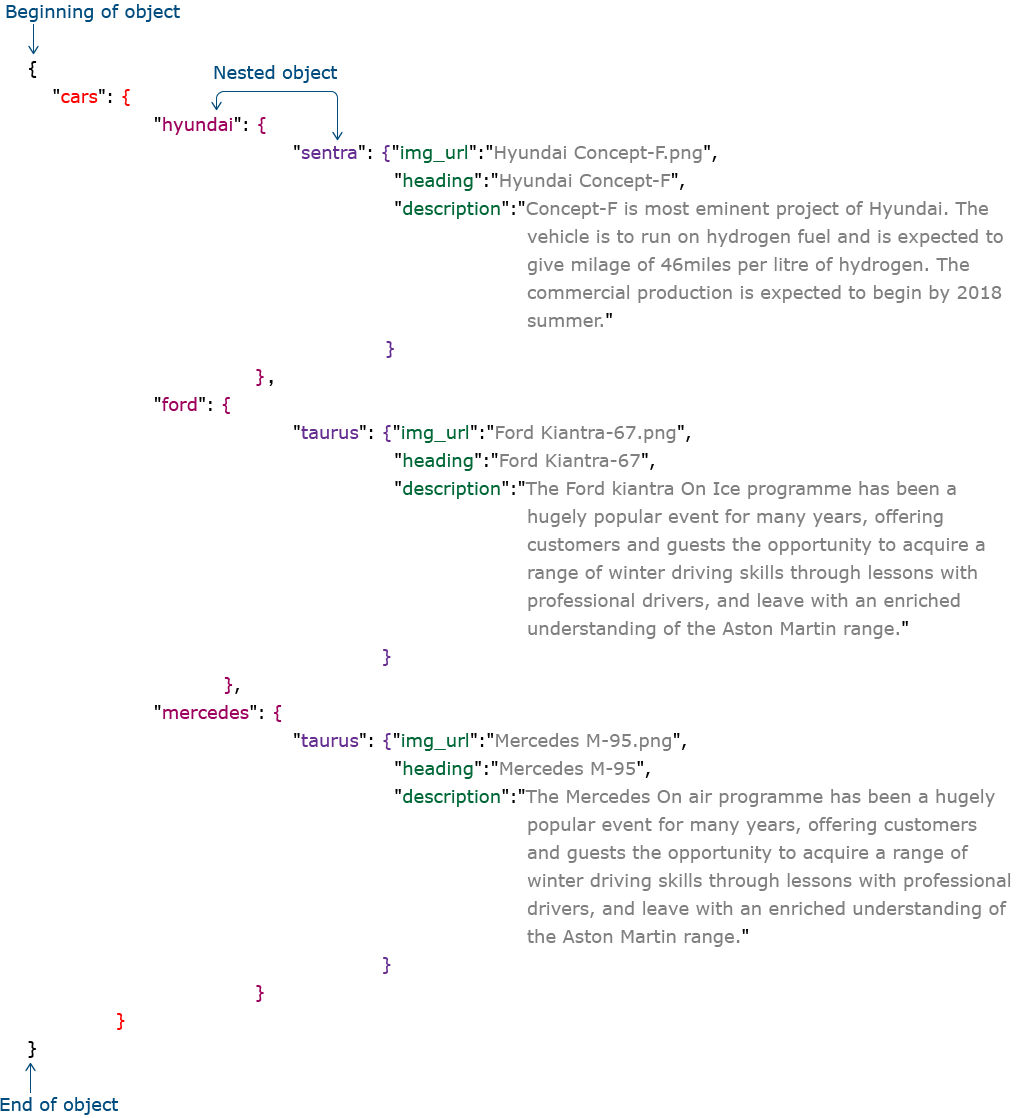 Beginning of object
{
Nested object
"cars": {
"hyundai": {
"sentra": {"img_url":"Hyundai Concept-F.png",
"heading":"Hyundai Concept-F",
"description":"Concept-F is most eminent project of Hyundai. The
vehicle is to run on hydrogen fuel and is expected to
give milage of 46miles per litre of hydrogen. The
commercial production is expected to begin by 2018
summer."
}
},
"ford": {
"taurus": {"img_url":"Ford Kiantra-67.png",
"heading":"Ford Kiantra-67",
"description":"The Ford kiantra On Ice programme has been a
hugely popular event for many years, offering
customers and guests the opportunity to acquire a
range of winter driving skills through lessons with
professional drivers, and leave with an enriched
understanding of the Aston Martin range."
}
},
"mercedes": {
"taurus": {"img_url":"Mercedes M-95.png",
"heading":"Mercedes M-95",
"description":"The Mercedes On air programme has been a hugely
popular event for many years, offering customers
and guests the opportunity to acquire a range of
winter driving skills through lessons with professional
drivers, and leave with an enriched understanding of
the Aston Martin range."
}
}
}
}
End of object